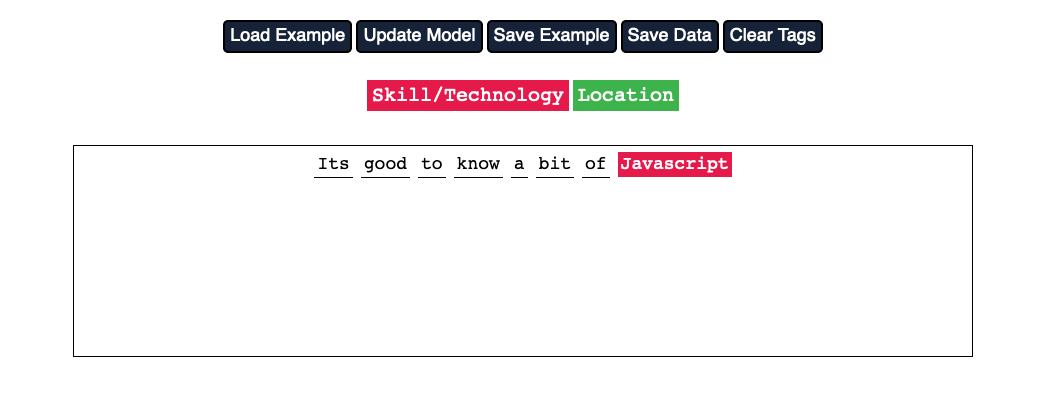 Load Example Update Model Save Example Save Data Clear Tags
Skill/Technology Location
Its good to know a bit of Javascript